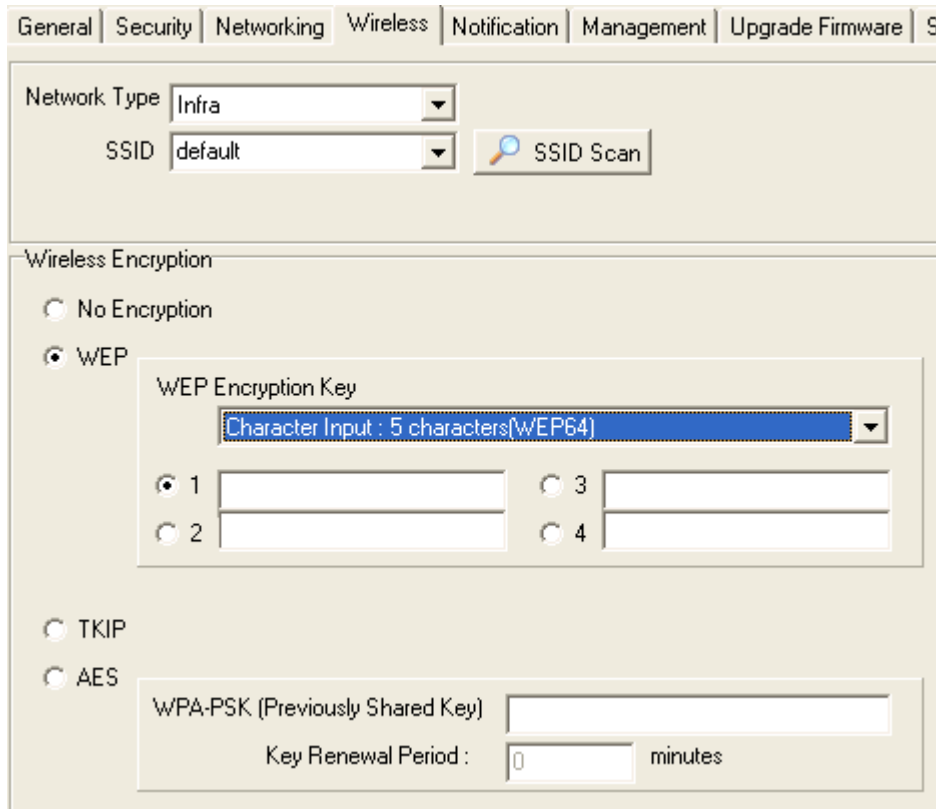 General Security Networking Wireless Notification Management Upgrade Firmware S
Network Type Infra
SSID default SSID Scan
Wireless Encryption
No Encryption
WEP
WEP Encryption Key
Character Input : 5 characters(WEP64)
1 3
2 4
TKIP
AES
WPA-PSK (Previously Shared Key)
Key Renewal Period : 0 minutes